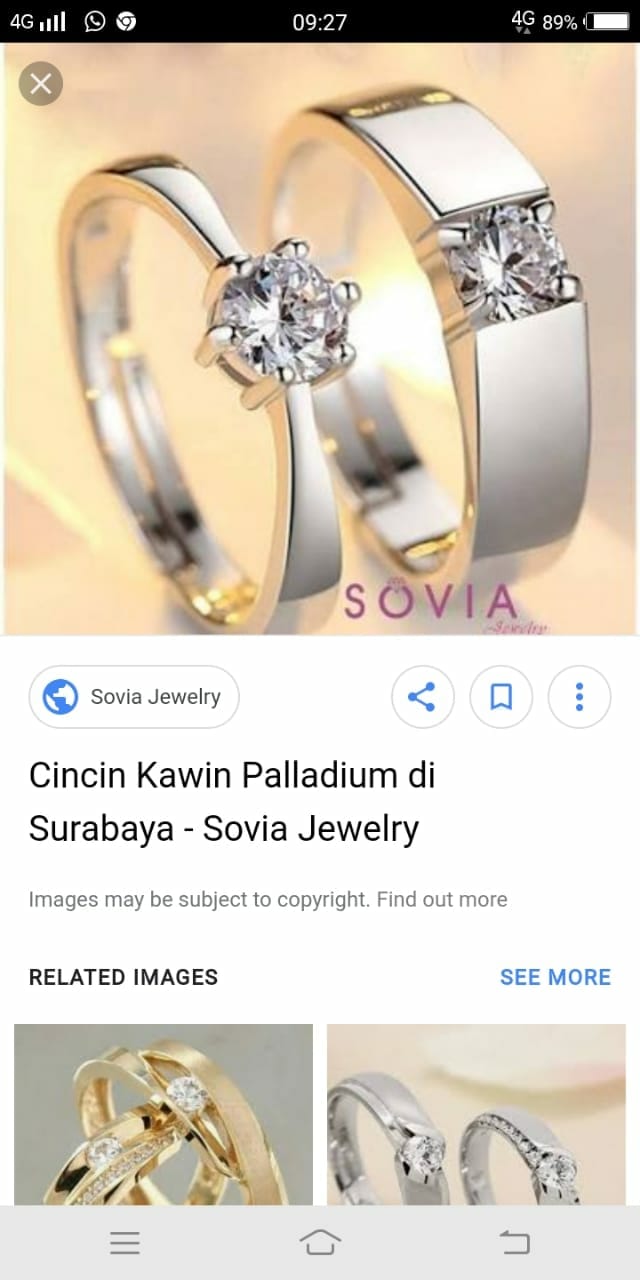 4G
09:27
4G 89%
SOVIA
Jewelry
Sovia Jewelry
Cincin Kawin Palladium di
Surabaya - Sovia Jewelry
Images may be subject to copyright. Find out more
RELATED IMAGES
SEE MORE